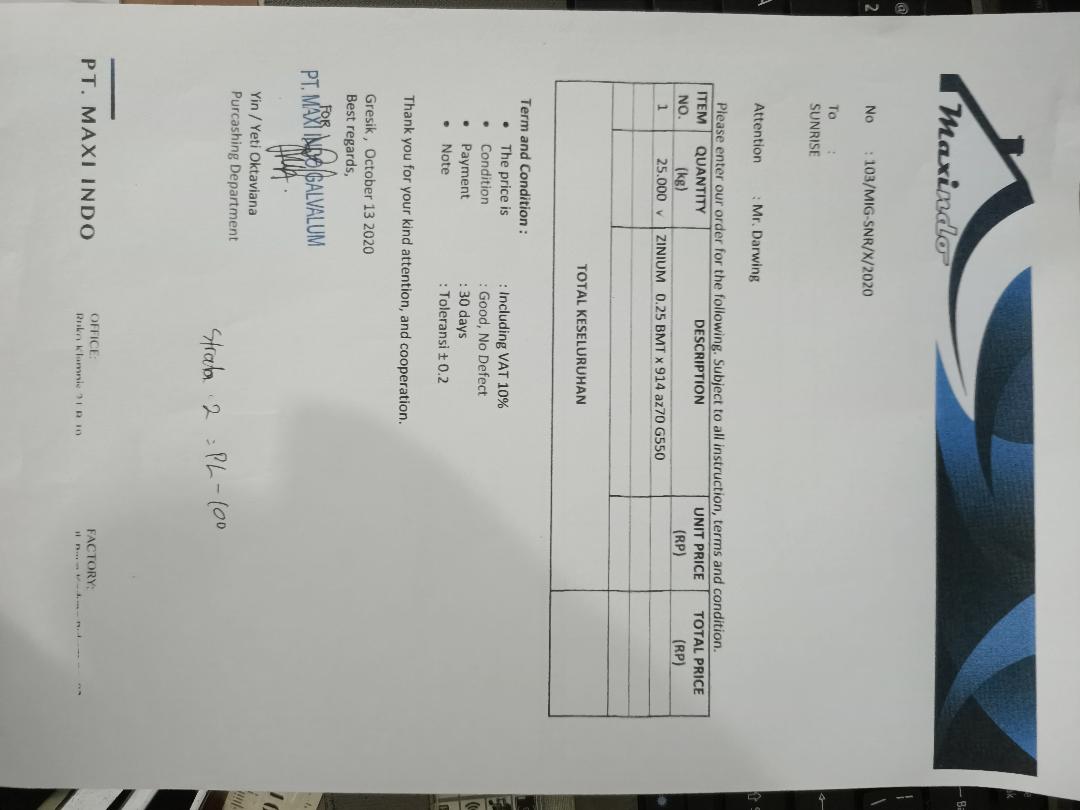 Maxindo
No : 103/MIG-SNR/X/2020
To :
SUNRISE
Attention : Mr. Darwing
Please enter our order for the following. Subject to all instruction, terms and condition.
ITEM NO. QUANTITY (kg) DESCRIPTION UNIT PRICE (RP) TOTAL PRICE (RP)
1 25.000 v ZINIUM 0.25 BMT x 914 az70 G550
TOTAL KESELURUHAN
Term and Condition :
• The price is : Including VAT 10%
• Condition : Good, No Defect
• Payment : 30 days
• Note : Toleransi ± 0.2
Thank you for your kind attention, and cooperation.
Gresik , October 13 2020
Best regards,
FOR
PT. MAXI INDO GALVALUM
Yin / Yeti Oktaviana
Purcashing Department
Strata 2 : PL - 100
PT. MAXI INDO
OFFICE:
FACTORY: